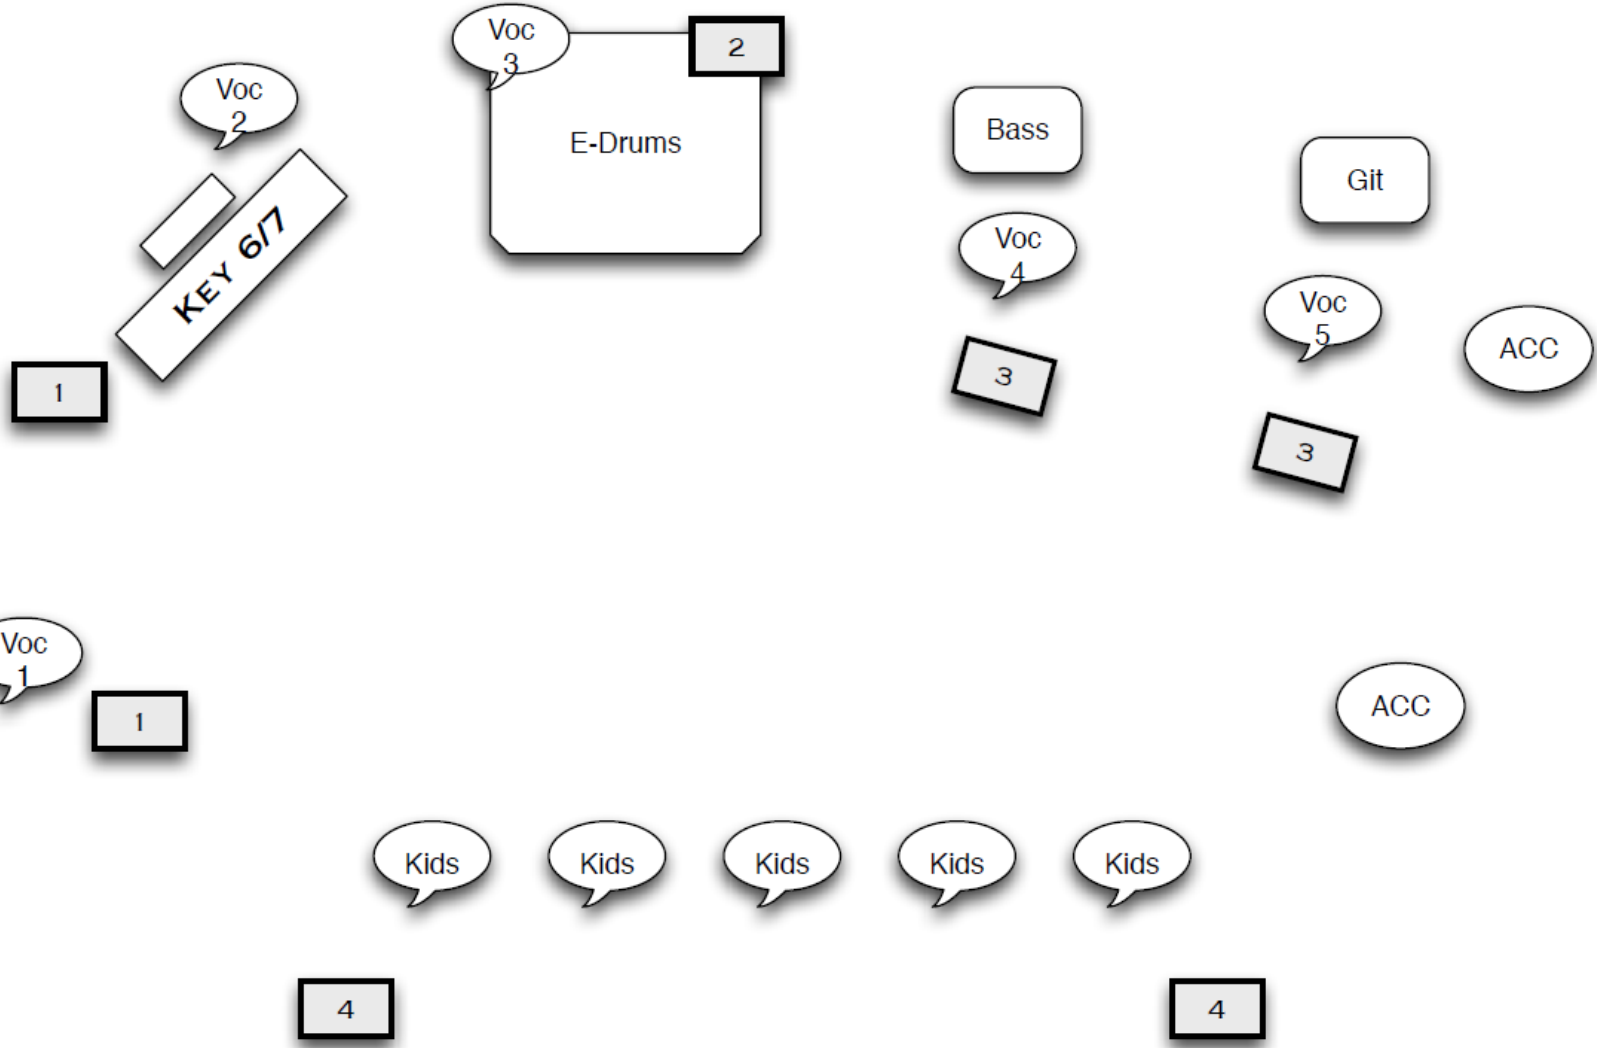 Voc
3
2
Voc
2
E-Drums
Bass
Git
KEY 6/7
Voc
4
Voc
5
ACC
1
3
3
Voc
1
1
ACC
Kids
Kids
Kids
Kids
Kids
4
4